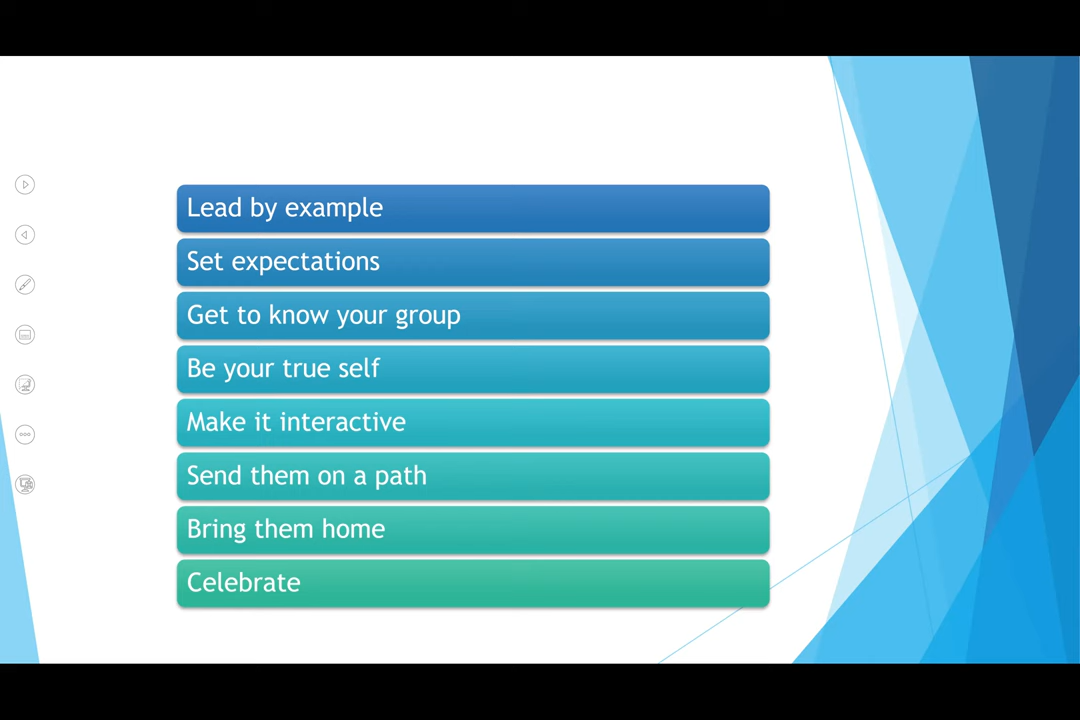 Lead by example
Set expectations
Get to know your group
Be your true self
Make it interactive
Send them on a path
Bring them home
Celebrate